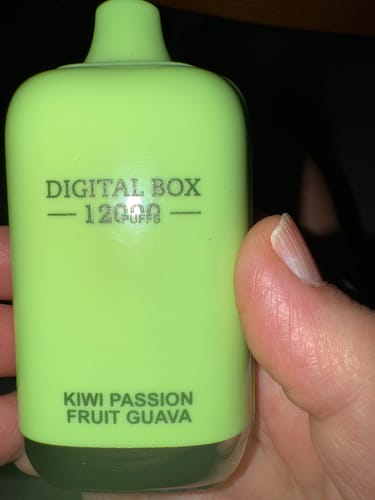 DIGITAL BOX
12000
PUFFS
KIWI PASSION
FRUIT GUAVA